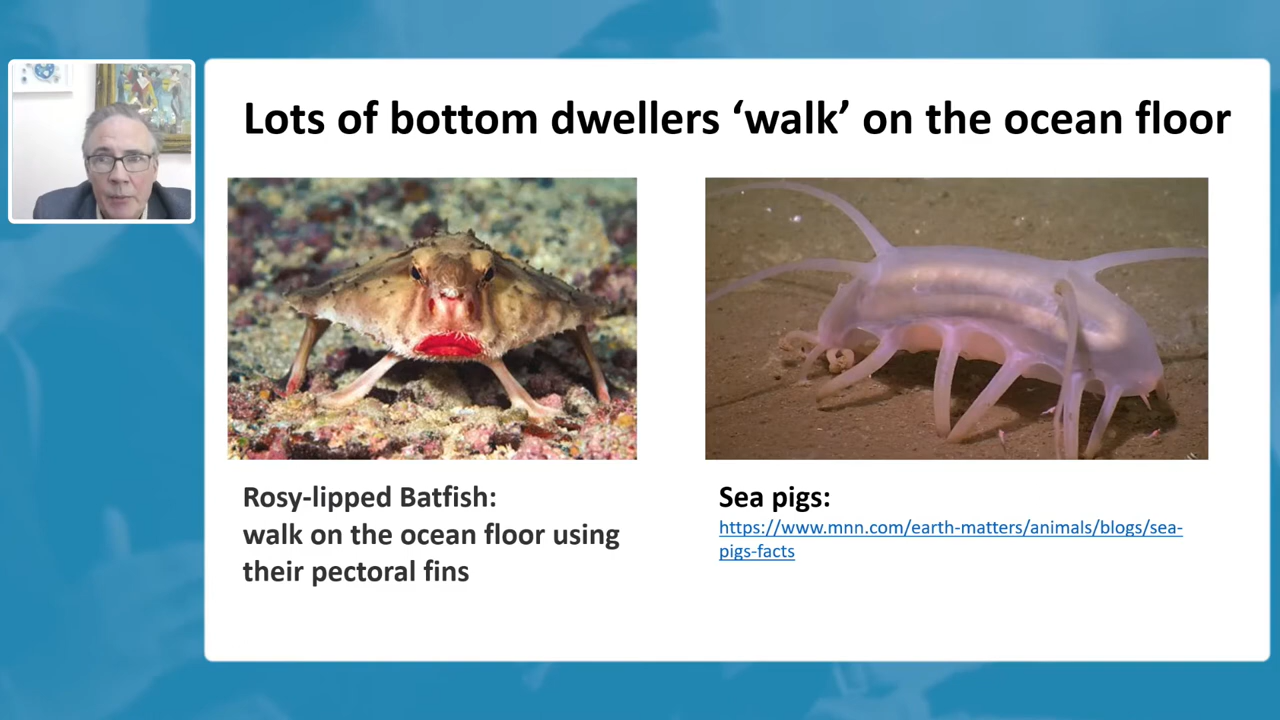 Lots of bottom dwellers ‘walk’ on the ocean floor
Rosy-lipped Batfish:
walk on the ocean floor using
their pectoral fins
Sea pigs:
https://www.mnn.com/earth-matters/animals/blogs/sea-
pigs-facts